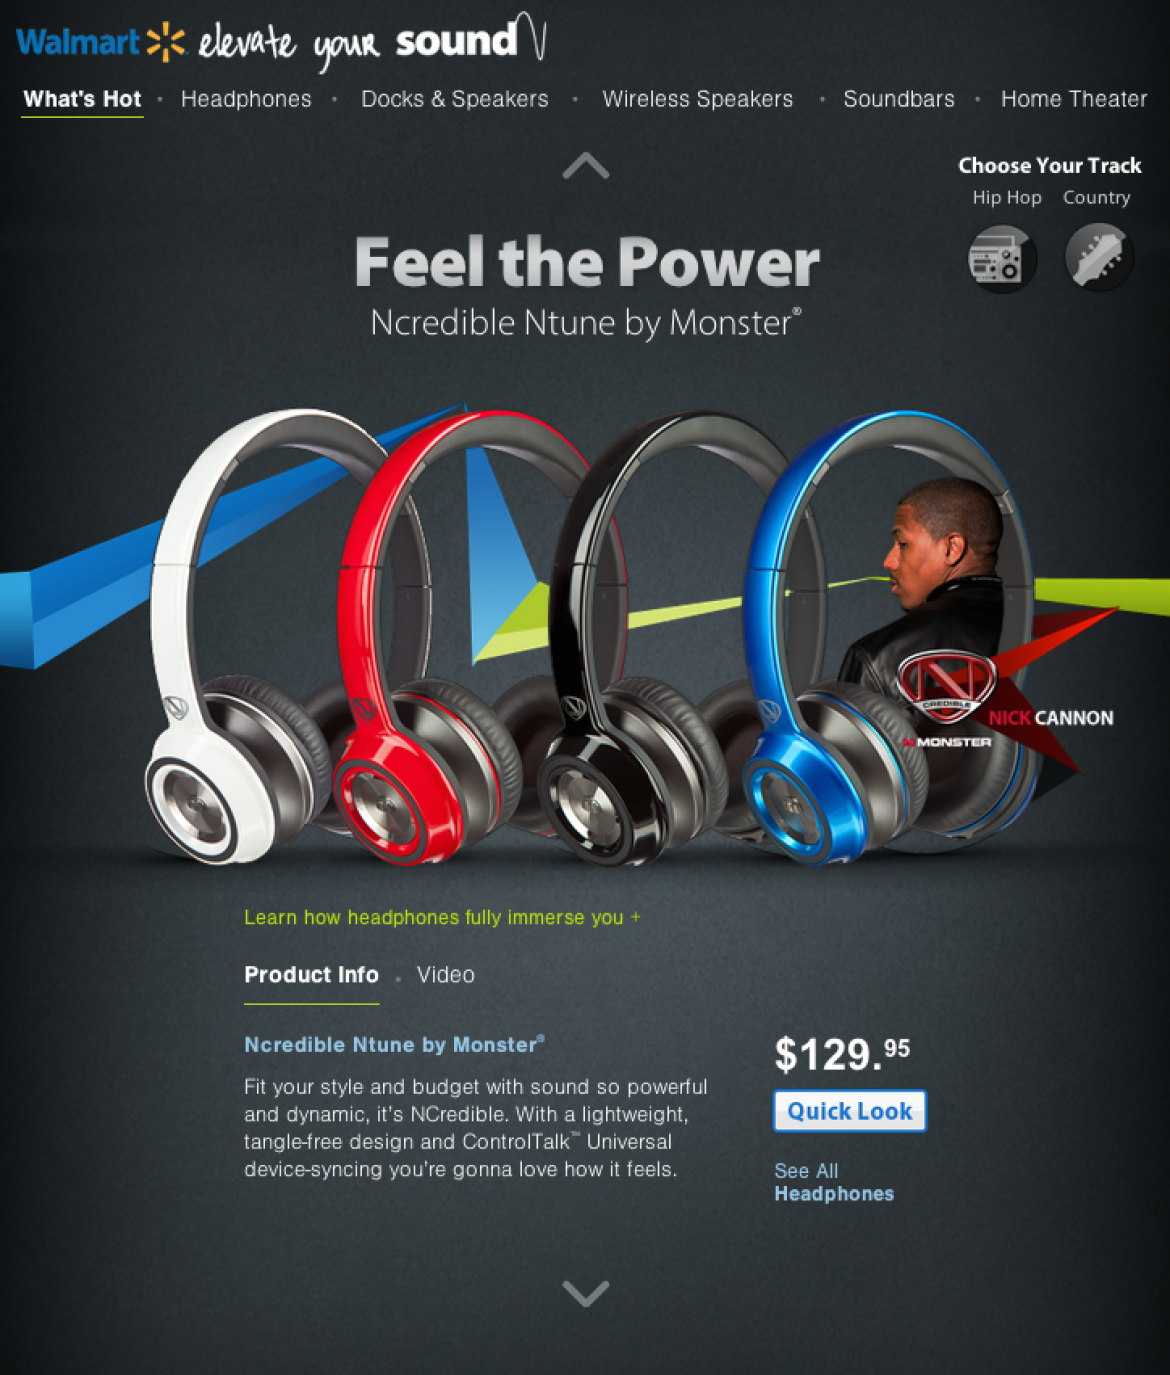 Walmart elevate your sound
What's Hot • Headphones • Docks & Speakers • Wireless Speakers • Soundbars • Home Theater
Choose Your Track
Hip Hop Country
Feel the Power
Ncredible Ntune by Monster®
N
CREDIBLE
NICK CANNON
MONSTER
Learn how headphones fully immerse you +
Product Info • Video
Ncredible Ntune by Monster®
$129.95
Fit your style and budget with sound so powerful
and dynamic, it's NCredible. With a lightweight,
tangle-free design and ControlTalk™ Universal
device-syncing you're gonna love how it feels.
Quick Look
See All
Headphones